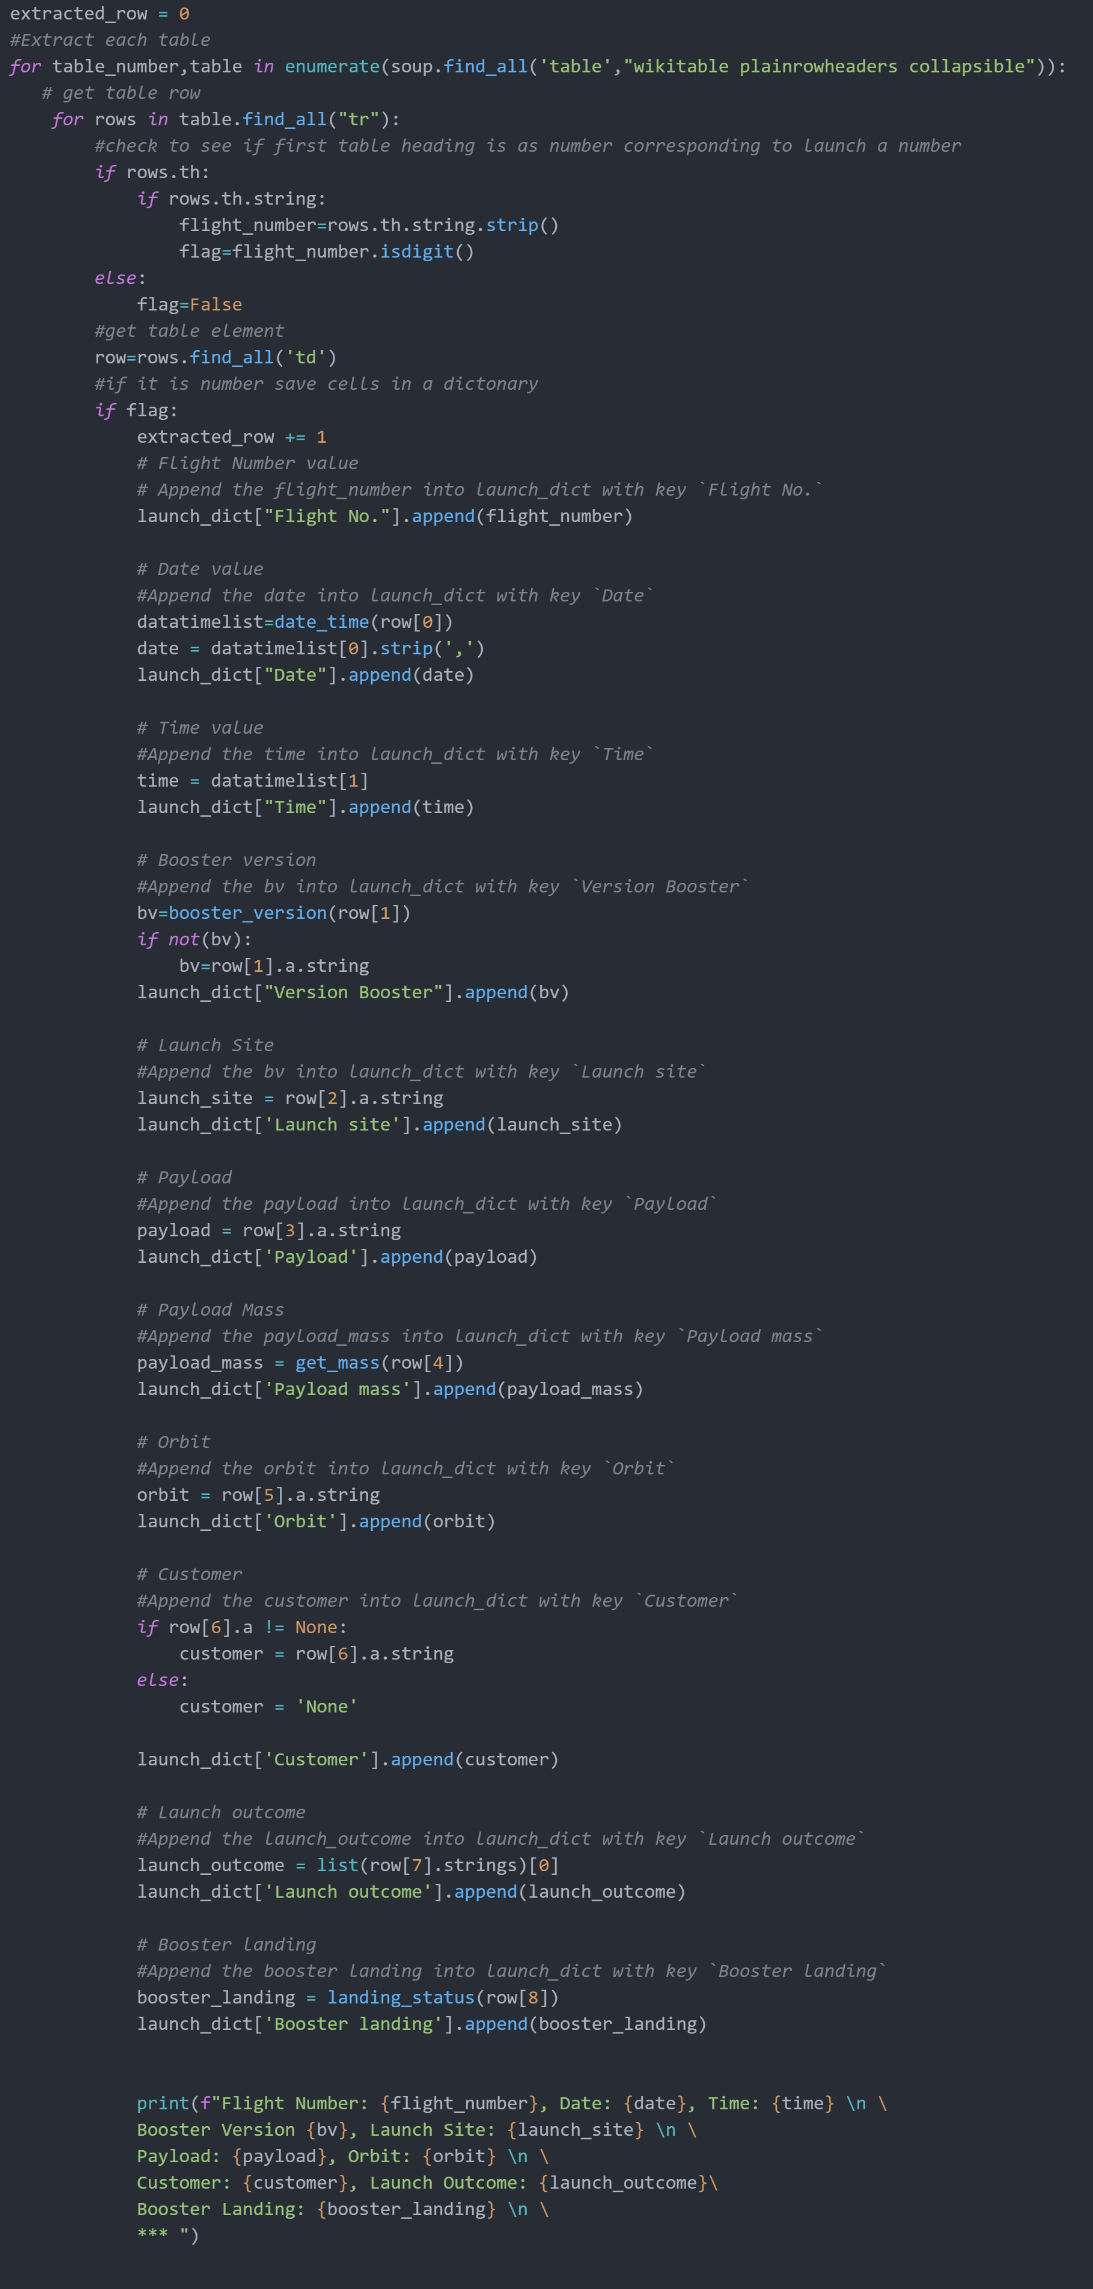 extracted_row = 0
#Extract each table
for table_number,table in enumerate(soup.find_all('table',"wikitable plainrowheaders collapsible")):
   # get table row
    for rows in table.find_all("tr"):
        #check to see if first table heading is as number corresponding to launch a number
        if rows.th:
            if rows.th.string:
                flight_number=rows.th.string.strip()
                flag=flight_number.isdigit()
        else:
            flag=False
        #get table element
        row=rows.find_all('td')
        #if it is number save cells in a dictonary
        if flag:
            extracted_row += 1
            # Flight Number value
            # Append the flight_number into launch_dict with key `Flight No.`
            launch_dict["Flight No."].append(flight_number)

            # Date value
            #Append the date into launch_dict with key `Date`
            datatimelist=date_time(row[0])
            date = datatimelist[0].strip(',')
            launch_dict["Date"].append(date)

            # Time value
            #Append the time into launch_dict with key `Time`
            time = datatimelist[1]
            launch_dict["Time"].append(time)

            # Booster version
            #Append the bv into launch_dict with key `Version Booster`
            bv=booster_version(row[1])
            if not(bv):
                bv=row[1].a.string
            launch_dict["Version Booster"].append(bv)

            # Launch Site
            #Append the bv into launch_dict with key `Launch site`
            launch_site = row[2].a.string
            launch_dict['Launch site'].append(launch_site)

            # Payload
            #Append the payload into launch_dict with key `Payload`
            payload = row[3].a.string
            launch_dict['Payload'].append(payload)

            # Payload Mass
            #Append the payload_mass into launch_dict with key `Payload mass`
            payload_mass = get_mass(row[4])
            launch_dict['Payload mass'].append(payload_mass)

            # Orbit
            #Append the orbit into launch_dict with key `Orbit`
            orbit = row[5].a.string
            launch_dict['Orbit'].append(orbit)

            # Customer
            #Append the customer into launch_dict with key `Customer`
            if row[6].a != None:
                customer = row[6].a.string
            else:
                customer = 'None'

            launch_dict['Customer'].append(customer)

            # Launch outcome
            #Append the launch_outcome into launch_dict with key `Launch outcome`
            launch_outcome = list(row[7].strings)[0]
            launch_dict['Launch outcome'].append(launch_outcome)

            # Booster landing
            #Append the booster landing into launch_dict with key `Booster landing`
            booster_landing = landing_status(row[8])
            launch_dict['Booster landing'].append(booster_landing)


            print(f"Flight Number: {flight_number}, Date: {date}, Time: {time} \n \
            Booster Version {bv}, Launch Site: {launch_site} \n \
            Payload: {payload}, Orbit: {orbit} \n \
            Customer: {customer}, Launch Outcome: {launch_outcome}\
            Booster Landing: {booster_landing} \n \
            *** ")